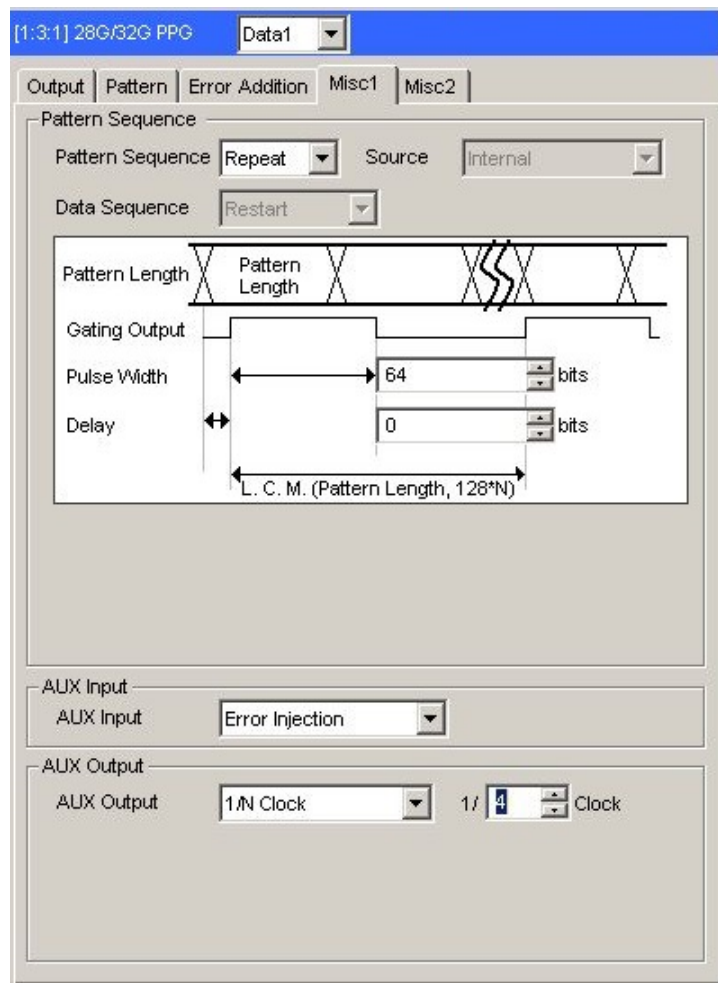 [1:3:1] 28G/32G PPG Data1
Output Pattern Error Addition Misc1 Misc2
Pattern Sequence
Pattern Sequence Repeat Source Internal
Data Sequence Restart
Pattern Length Pattern Length
Gating Output
Pulse Width 64 bits
Delay 0 bits
L. C. M. (Pattern Length, 128*N)
AUX Input
AUX Input Error Injection
AUX Output
AUX Output 1/N Clock 1/ 4 Clock